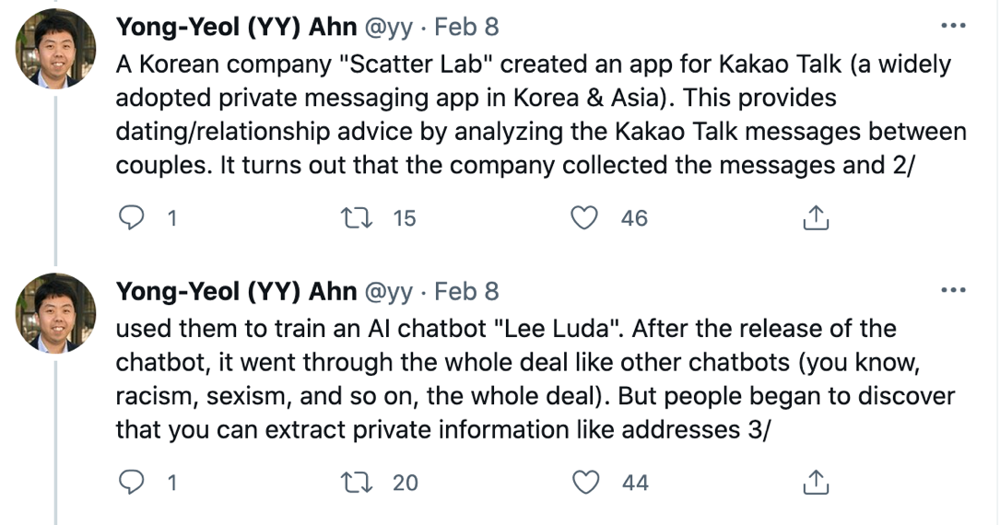 Yong-Yeol (YY) Ahn @yy · Feb 8
A Korean company "Scatter Lab" created an app for Kakao Talk (a widely
adopted private messaging app in Korea & Asia). This provides
dating/relationship advice by analyzing the Kakao Talk messages between
couples. It turns out that the company collected the messages and 2/
1 15 46
Yong-Yeol (YY) Ahn @yy · Feb 8
used them to train an AI chatbot "Lee Luda". After the release of the
chatbot, it went through the whole deal like other chatbots (you know,
racism, sexism, and so on, the whole deal). But people began to discover
that you can extract private information like addresses 3/
1 20 44